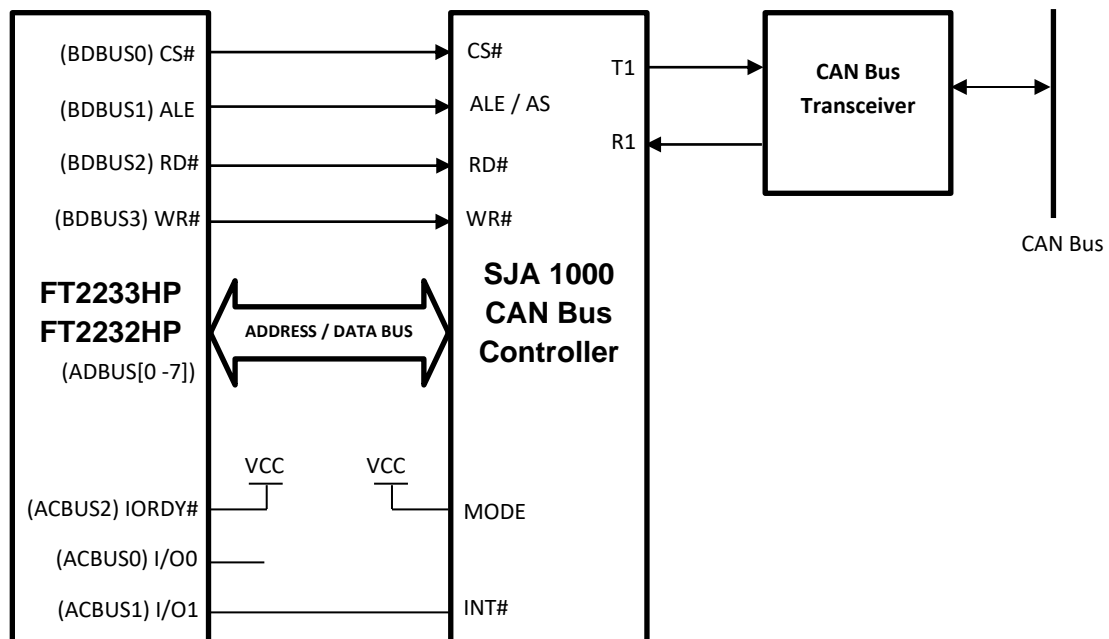 (BDBUS0) CS#
(BDBUS1) ALE
(BDBUS2) RD#
(BDBUS3) WR#
FT2233HP
FT2232HP
(ADBUS[0 -7])
(ACBUS2) IORDY#
(ACBUS0) I/O0
(ACBUS1) I/O1
ADDRESS / DATA BUS
VCC
VCC
CS#
ALE / AS
RD#
WR#
SJA 1000
CAN Bus
Controller
MODE
INT#
T1
R1
CAN Bus
Transceiver
CAN Bus